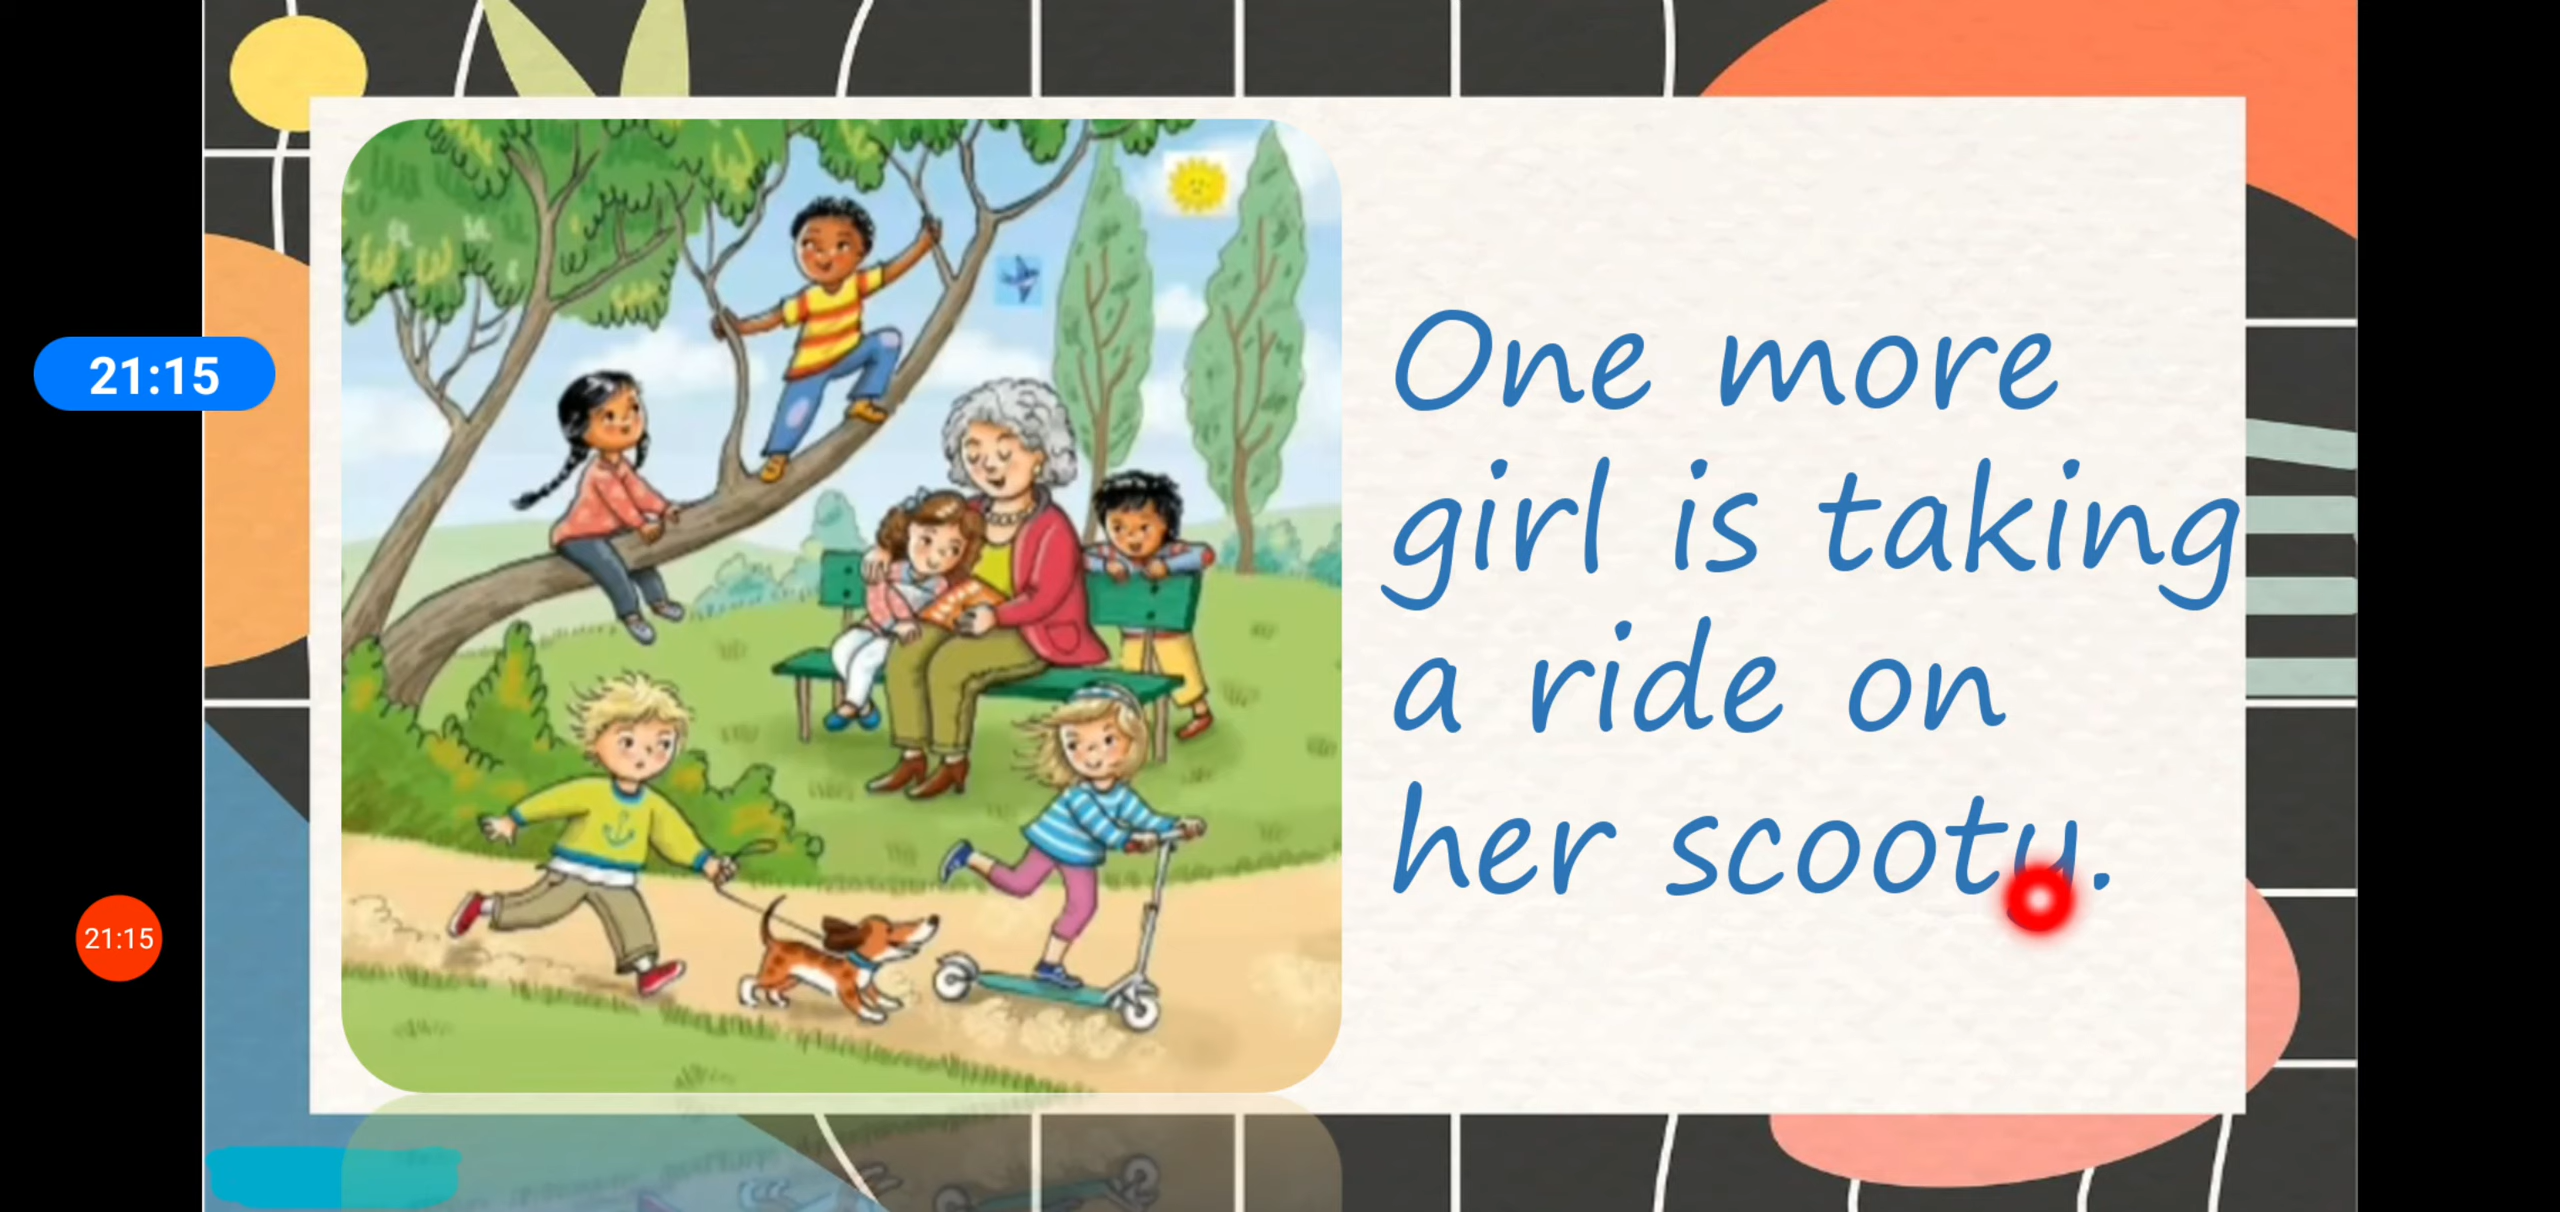 21:15
One more
girl is taking
a ride on
her scooty.
21:15